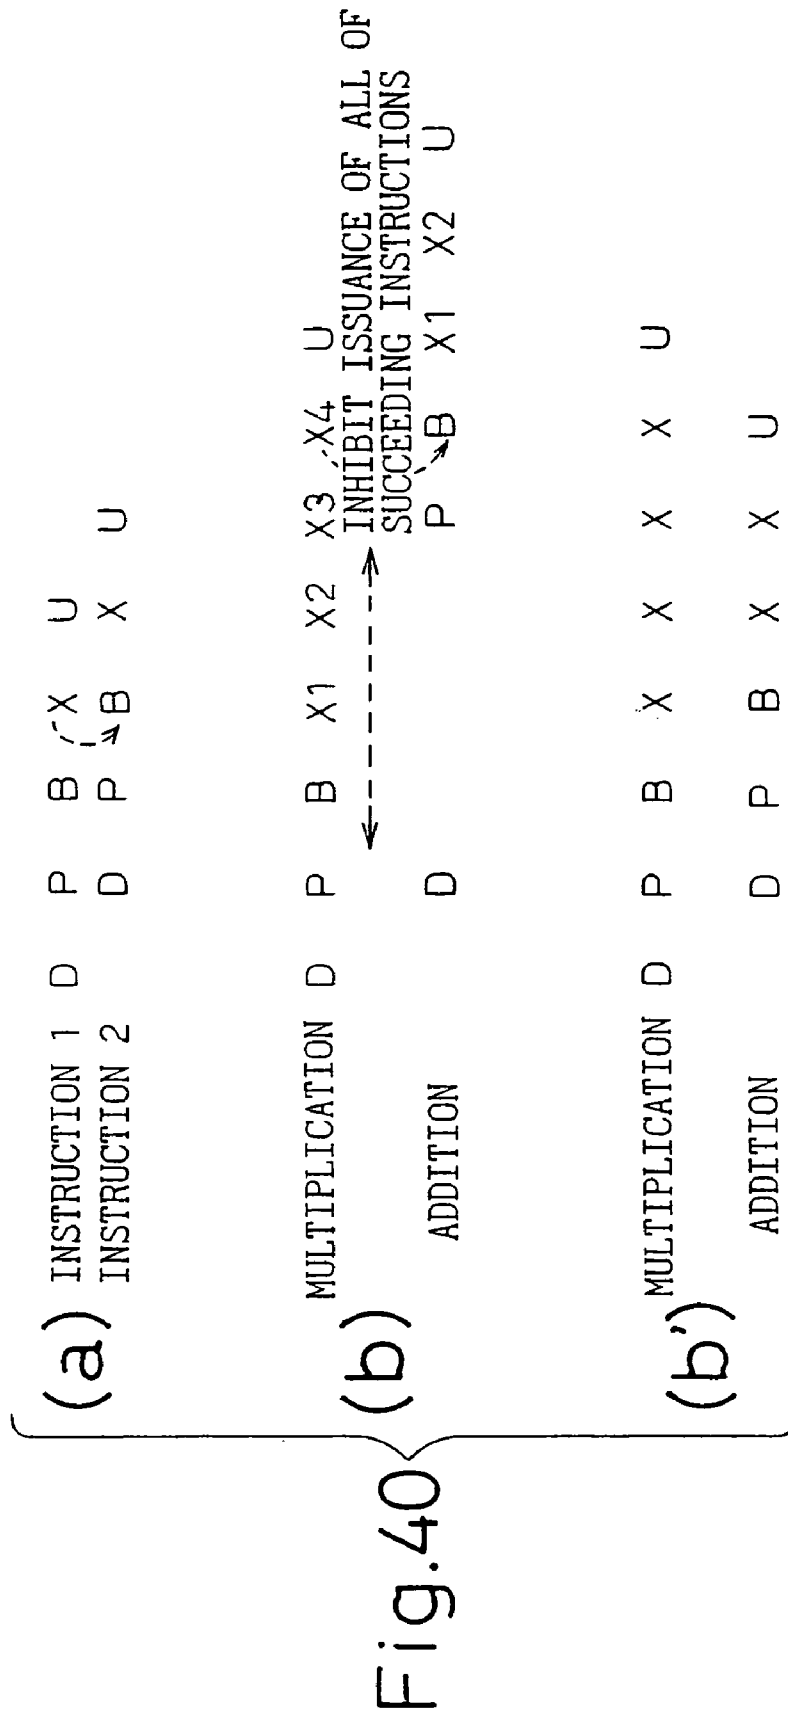 Fig.40
(a) INSTRUCTION 1 D P B X U
INSTRUCTION 2 D P B X U
(b) MULTIPLICATION D P B X1 X2 X3 X4 U
INHIBIT ISSUANCE OF ALL OF
SUCCEEDING INSTRUCTIONS
ADDITION D P B X1 X2 U
(b') MULTIPLICATION D P B X X X X U
ADDITION D P B X X U